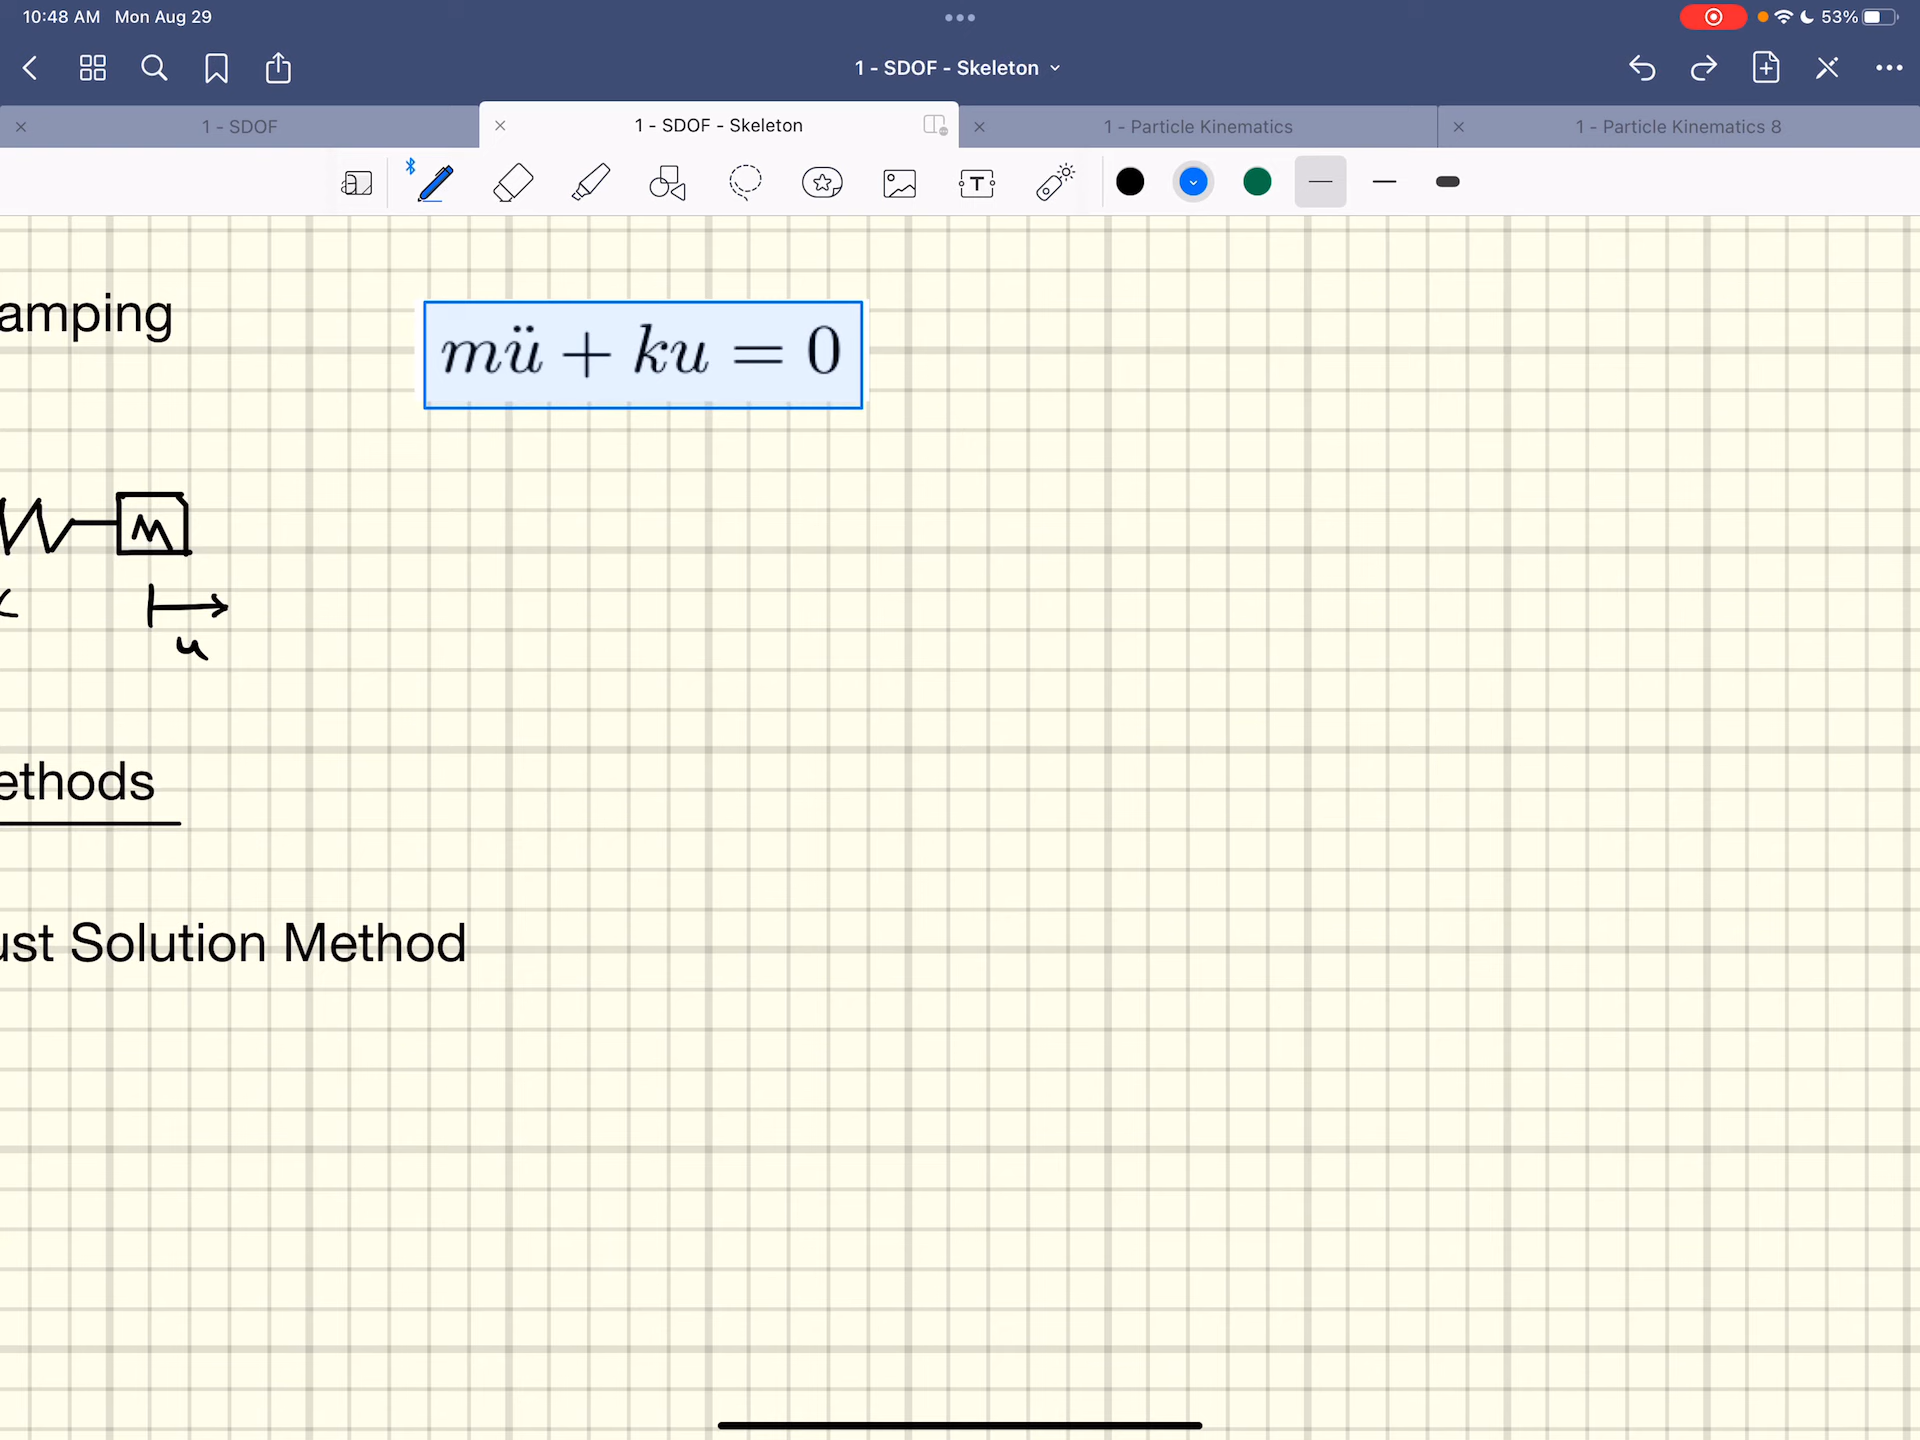 10:48 AM Mon Aug 29
53%
1 - SDOF - Skeleton
1 - SDOF
1 - SDOF - Skeleton
1 - Particle Kinematics
1 - Particle Kinematics 8
T
amping
mü + ku = 0
M
u
ethods
ust Solution Method